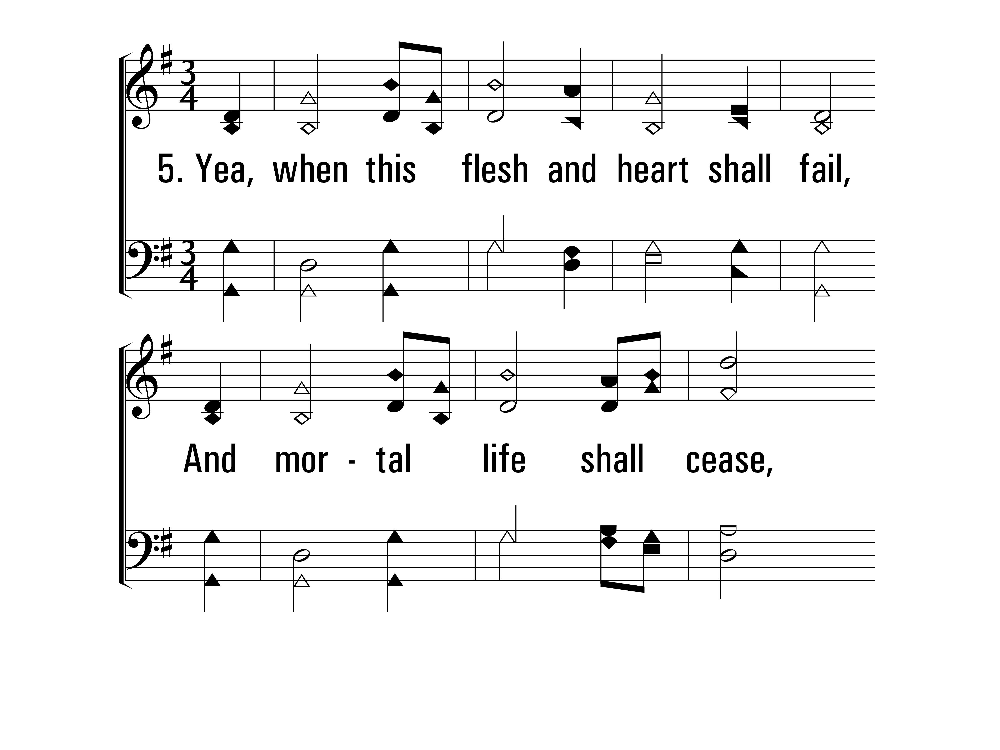 5. Yea, when this flesh and heart shall fail,
And mor - tal life shall cease,